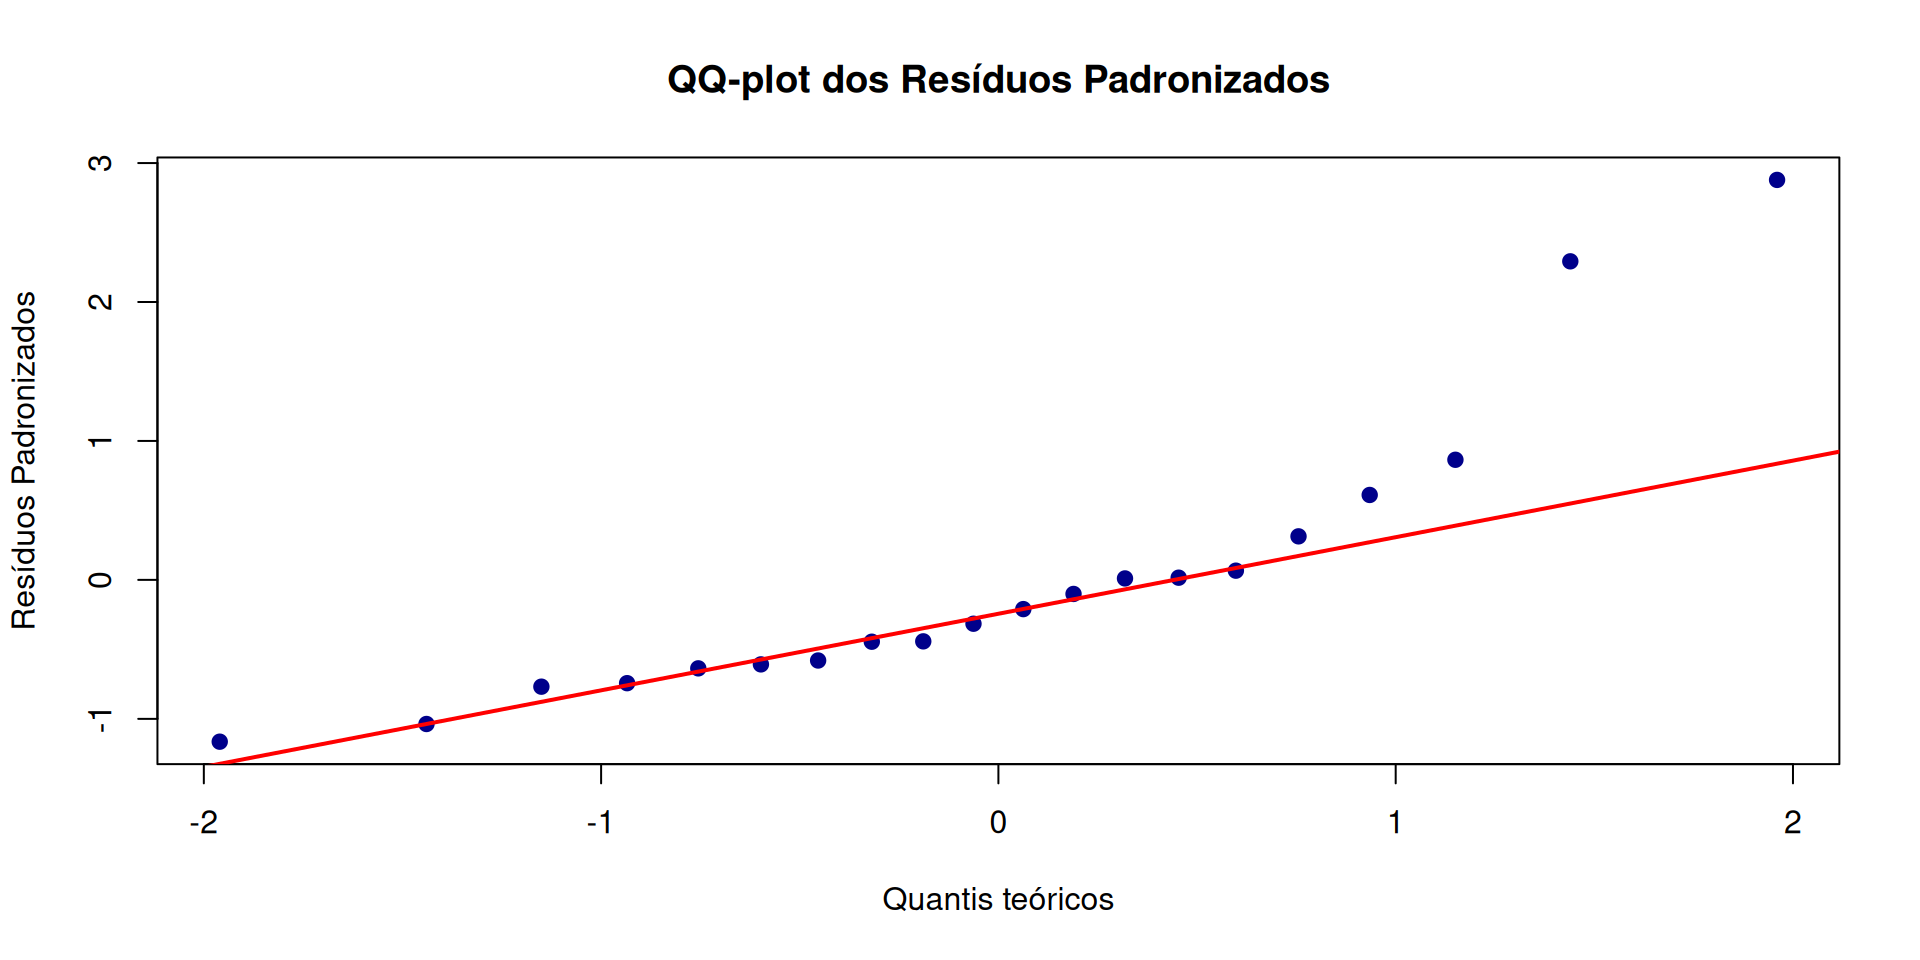 QQ-plot dos Resíduos Padronizados
Resíduos Padronizados
3
2
1
0
-1
-2 -1 0 1 2
Quantis teóricos